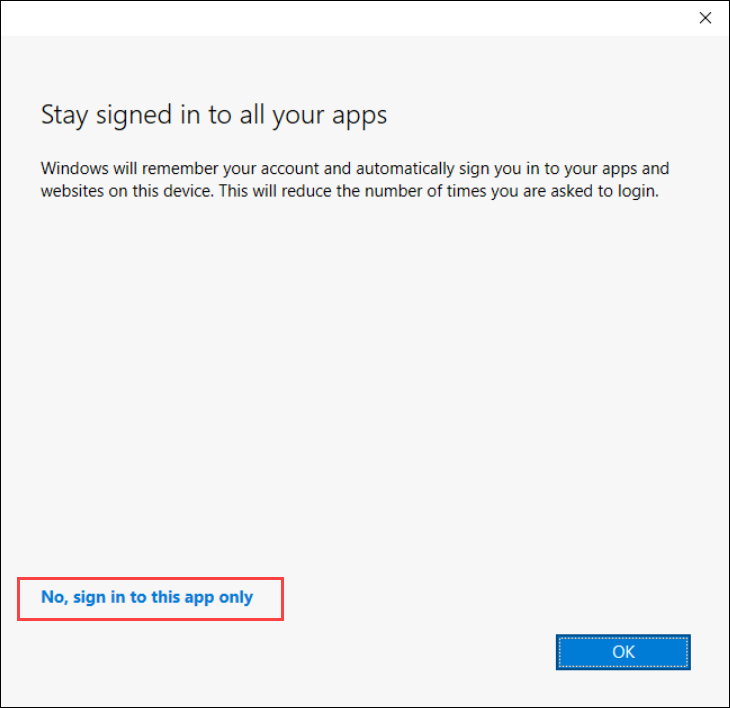 Stay signed in to all your apps
Windows will remember your account and automatically sign you in to your apps and
websites on this device. This will reduce the number of times you are asked to login.
No, sign in to this app only
OK